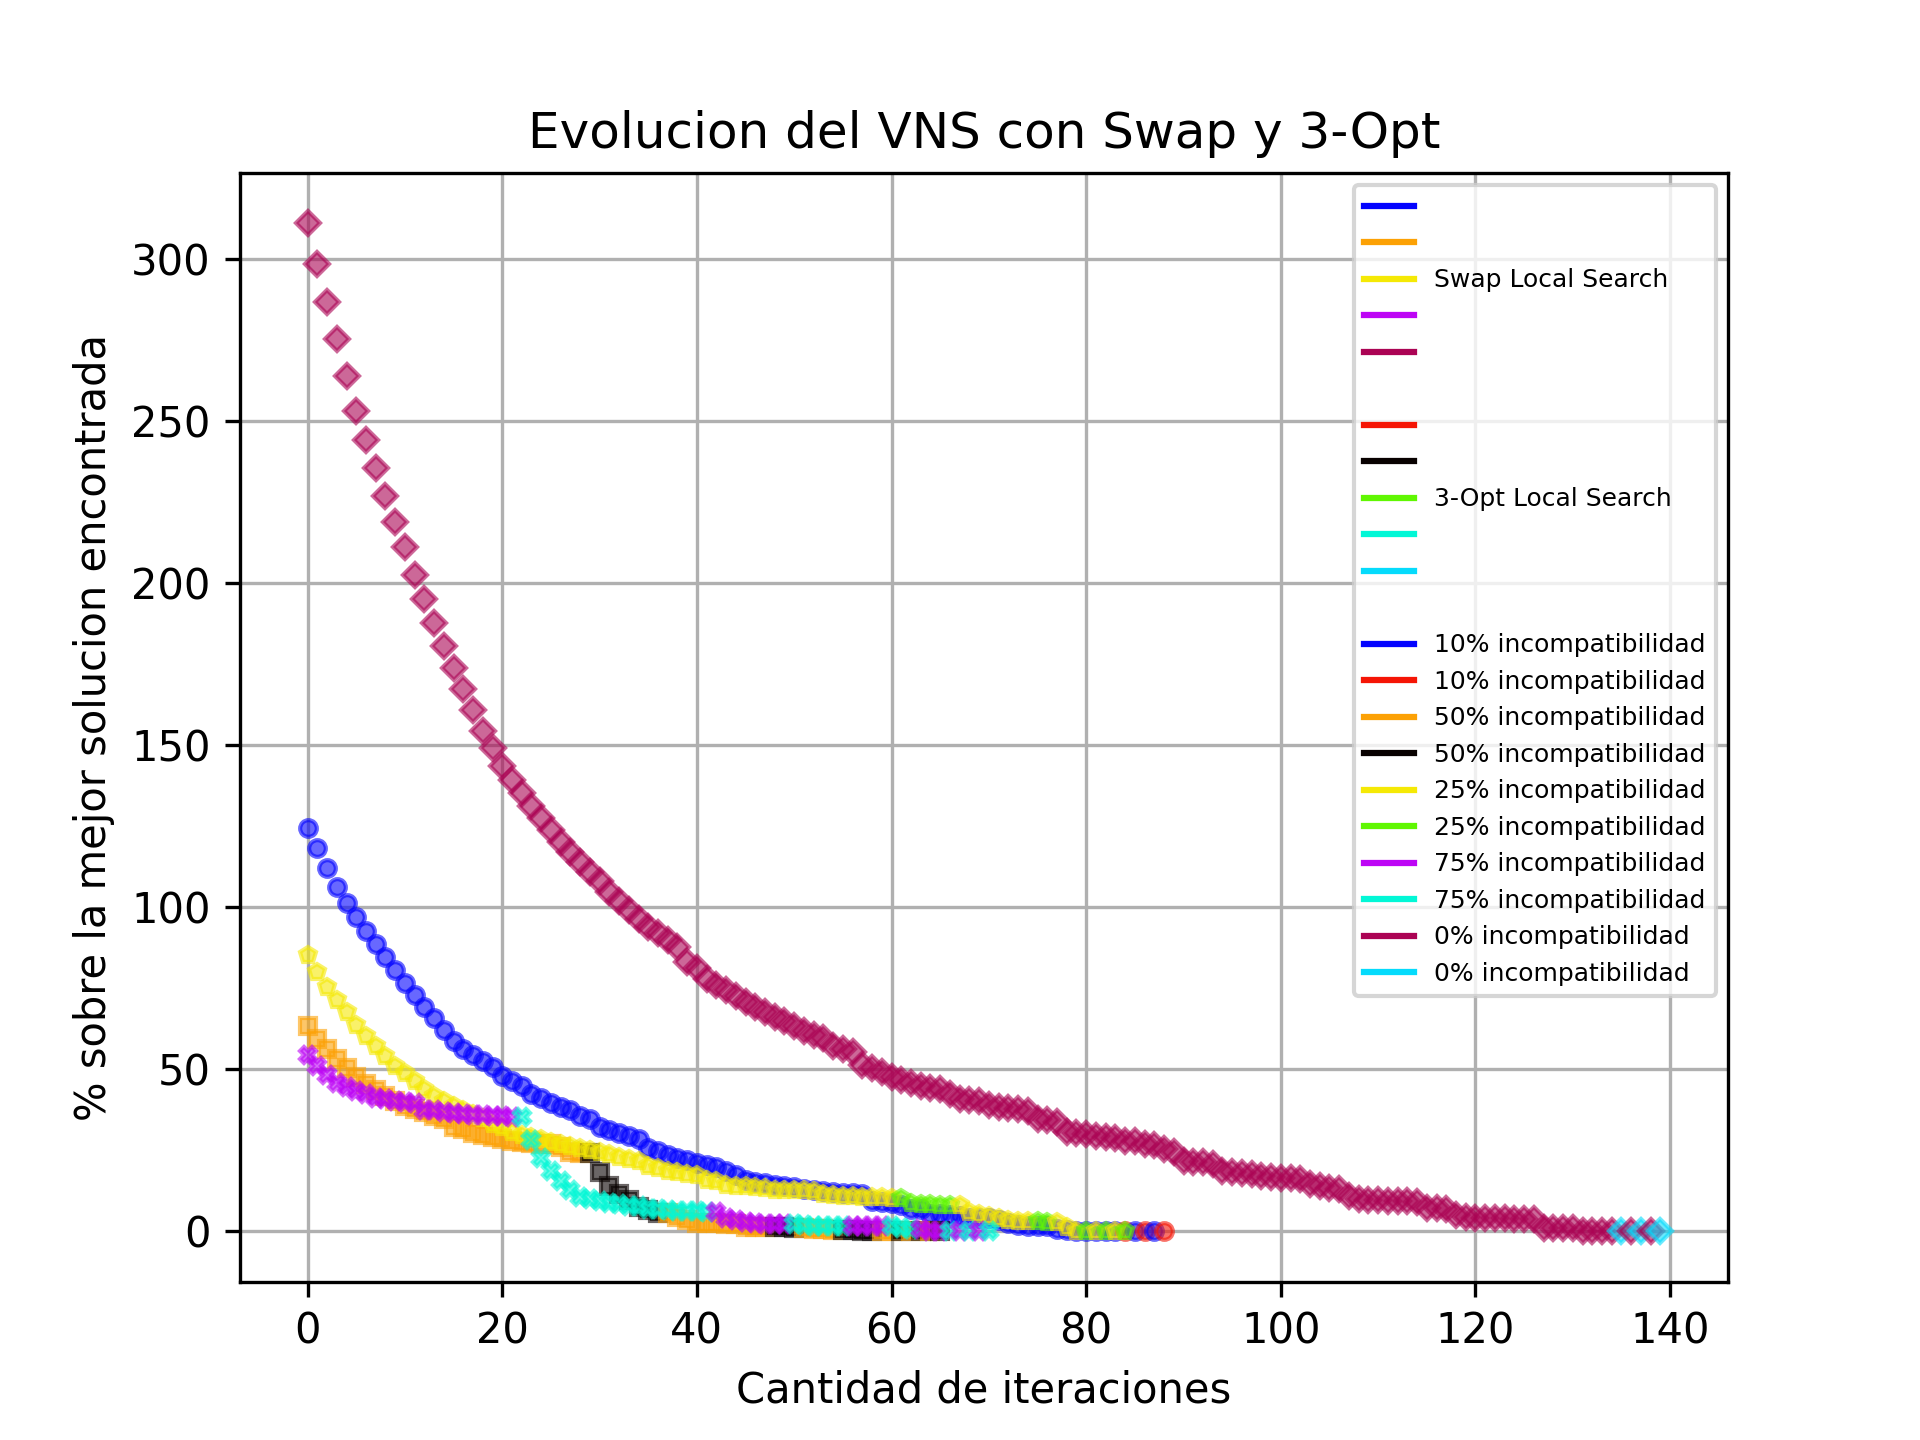 Evolucion del VNS con Swap y 3-Opt
% sobre la mejor solucion encontrada
300
250
200
150
100
50
0
Swap Local Search
3-Opt Local Search
10% incompatibilidad
10% incompatibilidad
50% incompatibilidad
50% incompatibilidad
25% incompatibilidad
25% incompatibilidad
75% incompatibilidad
75% incompatibilidad
0% incompatibilidad
0% incompatibilidad
0 20 40 60 80 100 120 140
Cantidad de iteraciones